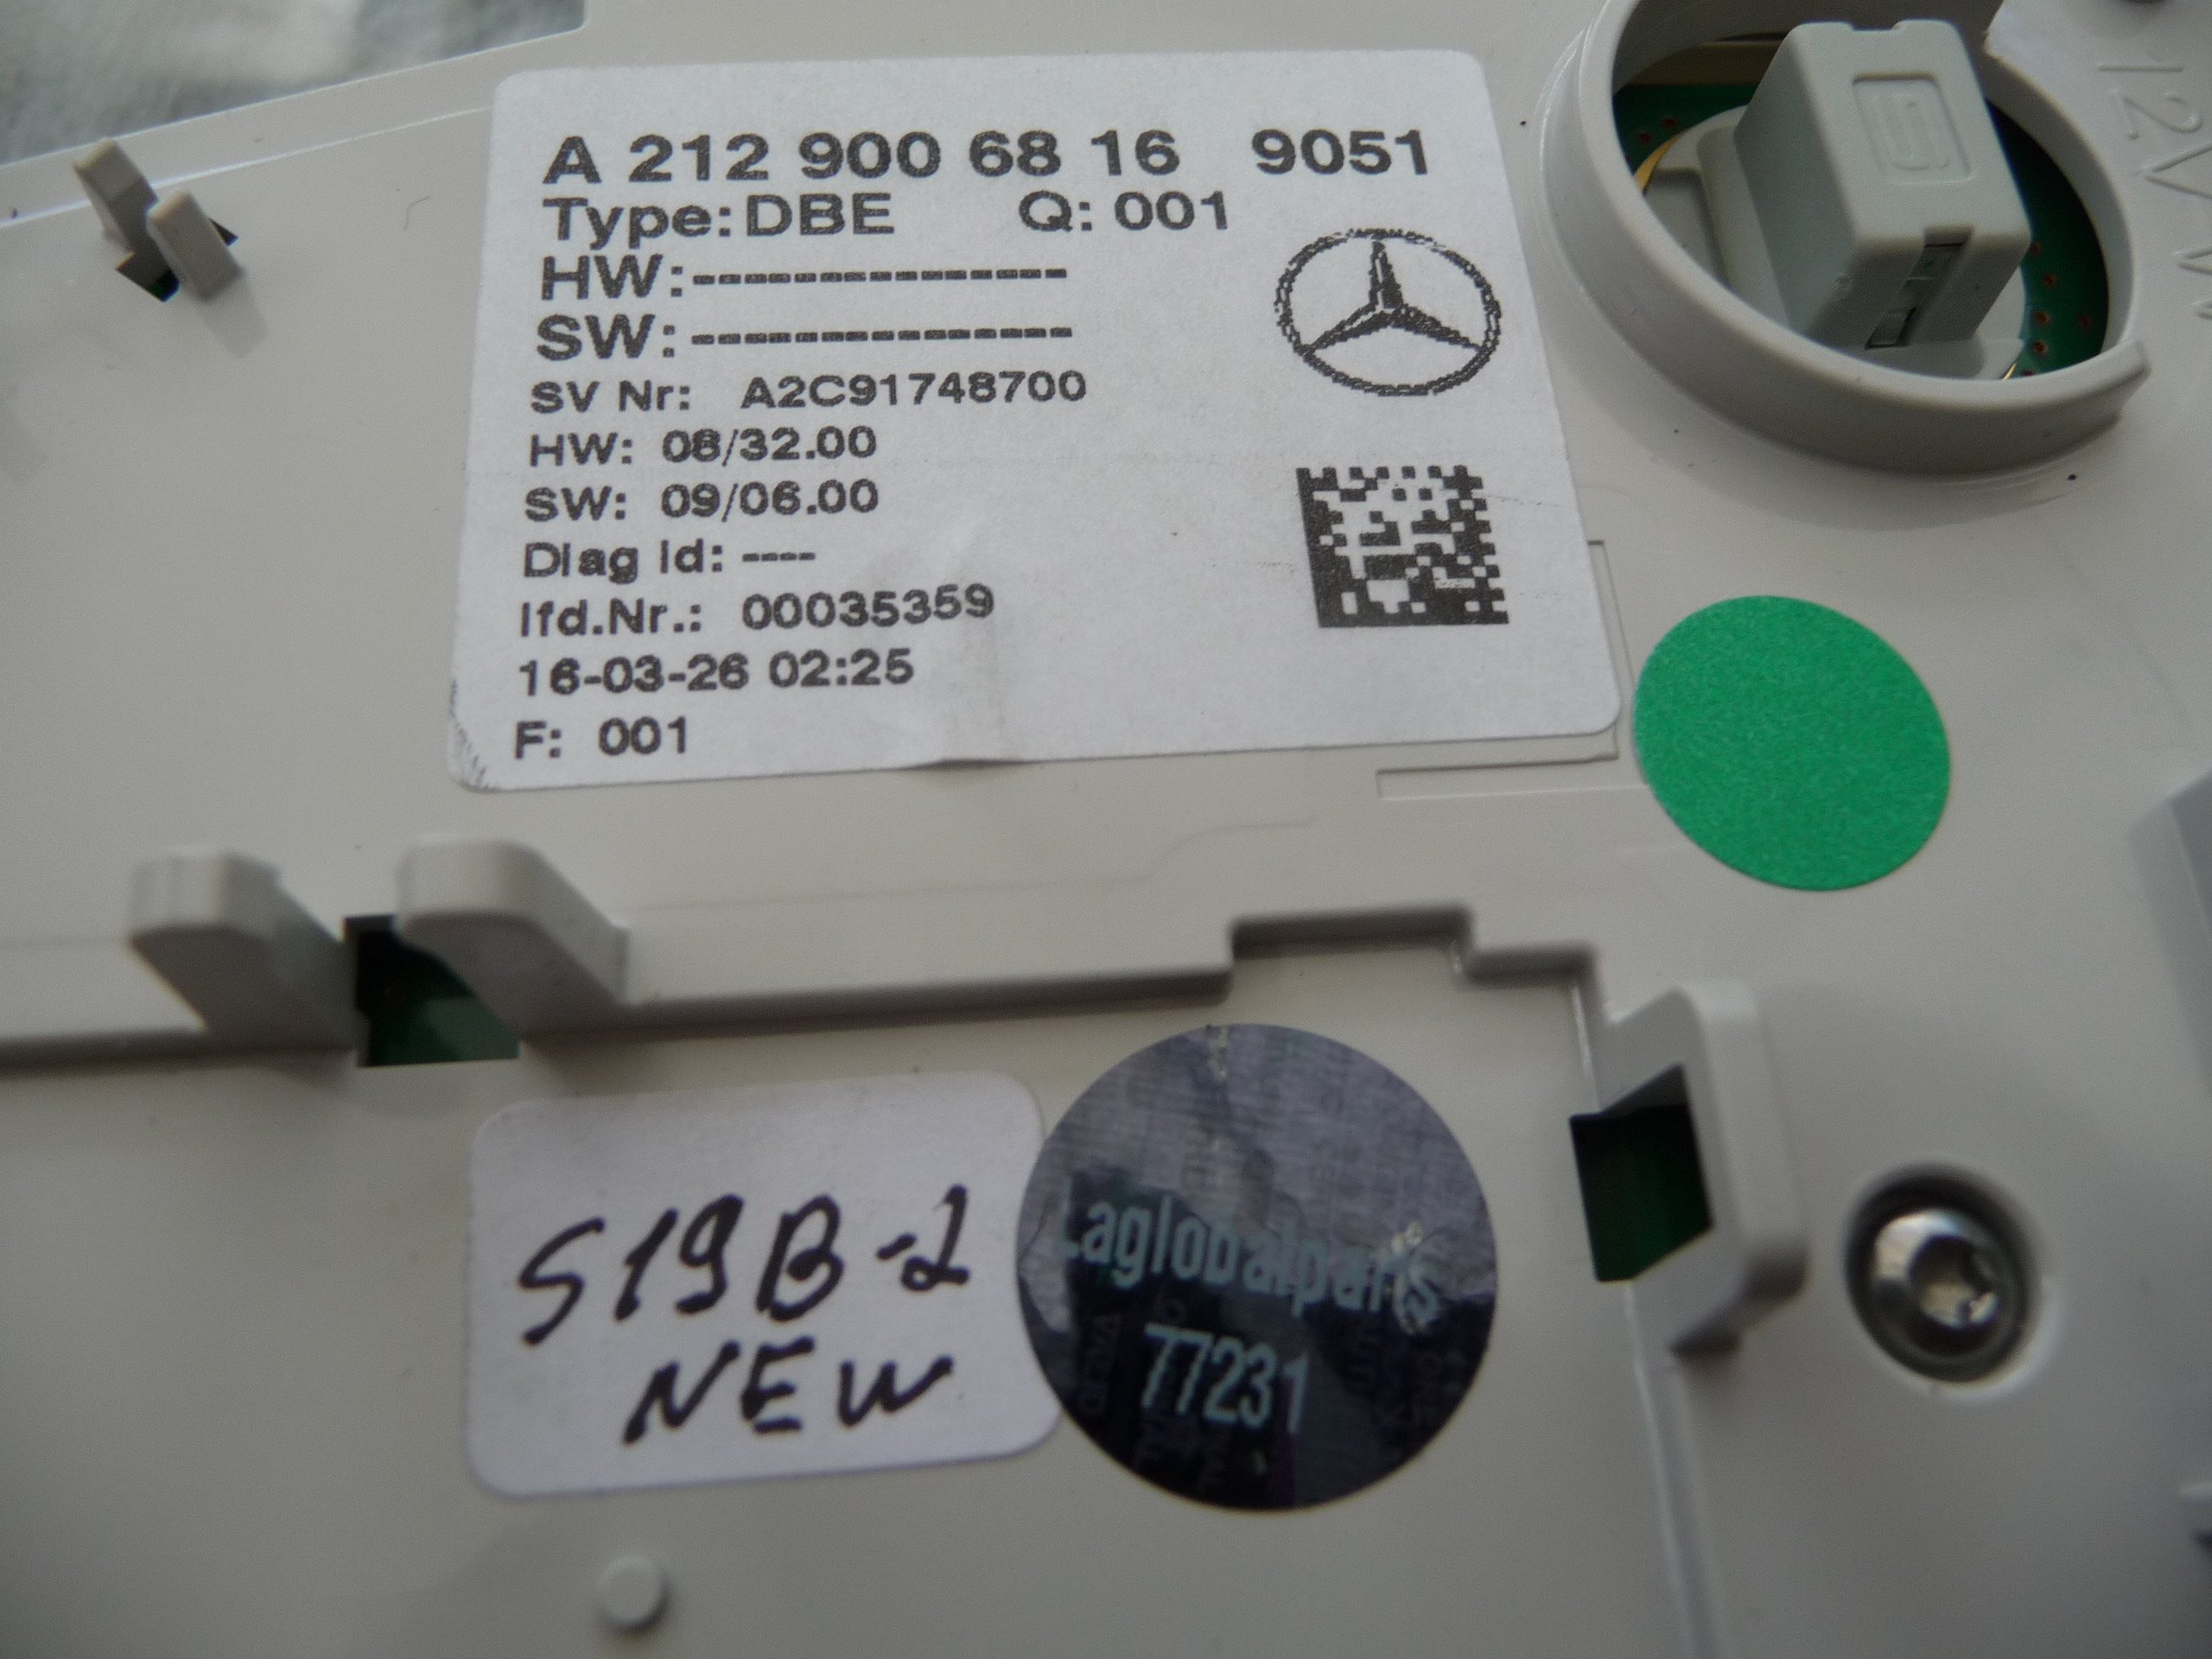 A 212 900 68 16 9051
Type: DBE Q: 001
HW: ---------------
SW: ---------------
SV Nr: A2C91748700
HW: 08/32.00
SW: 09/06.00
Diag Id: ----
lfd.Nr.: 00035359
16-03-26 02:25
F: 001
12V
S19B-2
NEW
Laglobalparts
77231